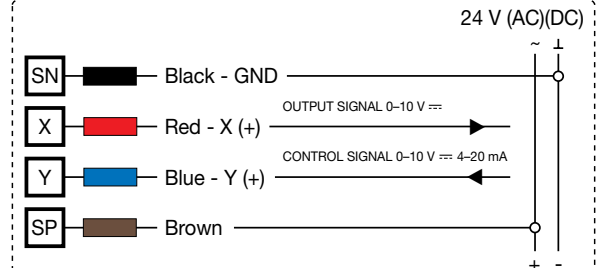 24 V (AC)(DC)
~ ⊥
SN Black - GND
OUTPUT SIGNAL 0–10 V ⎓
X Red - X (+)
CONTROL SIGNAL 0–10 V ⎓ 4–20 mA
Y Blue - Y (+)
SP Brown
+ -